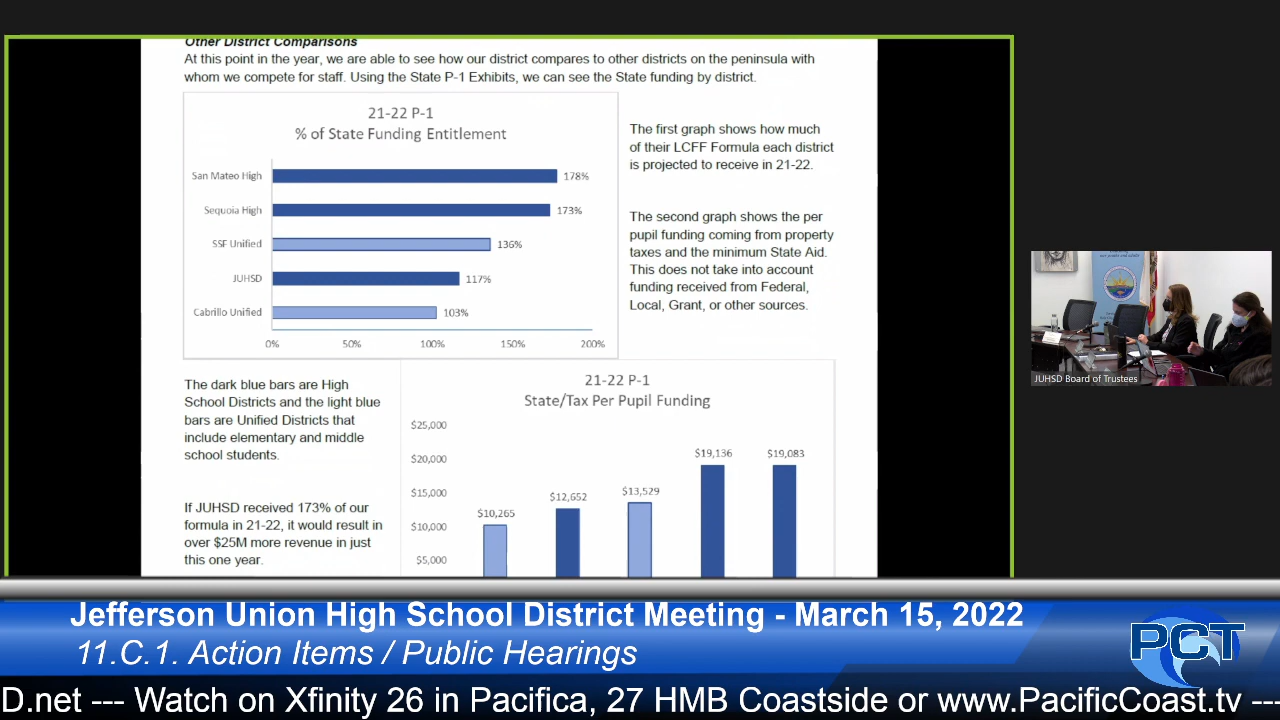 Other District Comparisons
At this point in the year, we are able to see how our district compares to other districts on the peninsula with
whom we compete for staff. Using the State P-1 Exhibits, we can see the State funding by district.
21-22 P-1
% of State Funding Entitlement
San Mateo High
178%
Sequoia High
173%
SSF Unified
136%
JUHSD
117%
Cabrillo Unified
103%
0%
50%
100%
150%
200%
The first graph shows how much
of their LCFF Formula each district
is projected to receive in 21-22.
The second graph shows the per
pupil funding coming from property
taxes and the minimum State Aid.
This does not take into account
funding received from Federal,
Local, Grant, or other sources.
The dark blue bars are High
School Districts and the light blue
bars are Unified Districts that
include elementary and middle
school students.
If JUHSD received 173% of our
formula in 21-22, it would result in
over $25M more revenue in just
this one year.
21-22 P-1
State/Tax Per Pupil Funding
$25,000
$20,000
$15,000
$10,000
$5,000
$10,265
$12,652
$13,529
$19,136
$19,083
JUHSD Board of Trustees
Jefferson Union High School District Meeting - March 15, 2022
11.C.1. Action Items / Public Hearings
PCT
D.net --- Watch on Xfinity 26 in Pacifica, 27 HMB Coastside or www.PacificCoast.tv ---